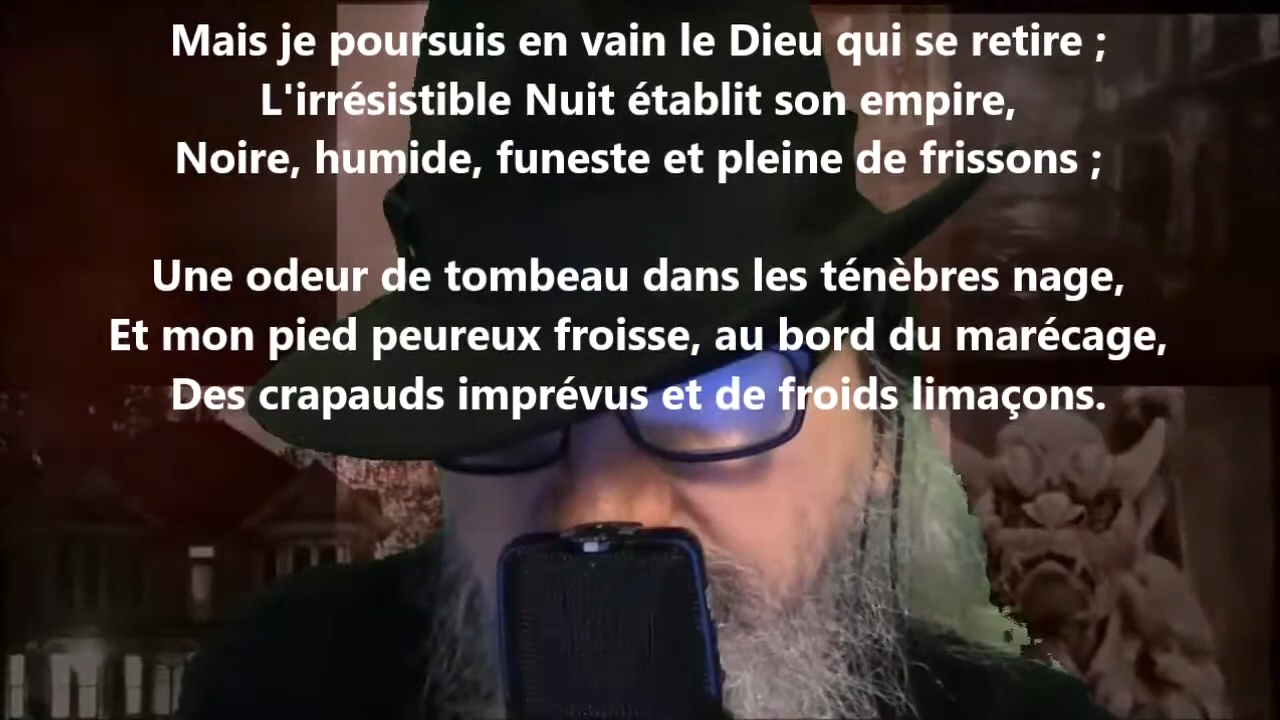 Mais je poursuis en vain le Dieu qui se retire ;
L'irrésistible Nuit établit son empire,
Noire, humide, funeste et pleine de frissons ;
Une odeur de tombeau dans les ténèbres nage,
Et mon pied peureux froisse, au bord du marécage,
Des crapauds imprévus et de froids limaçons.